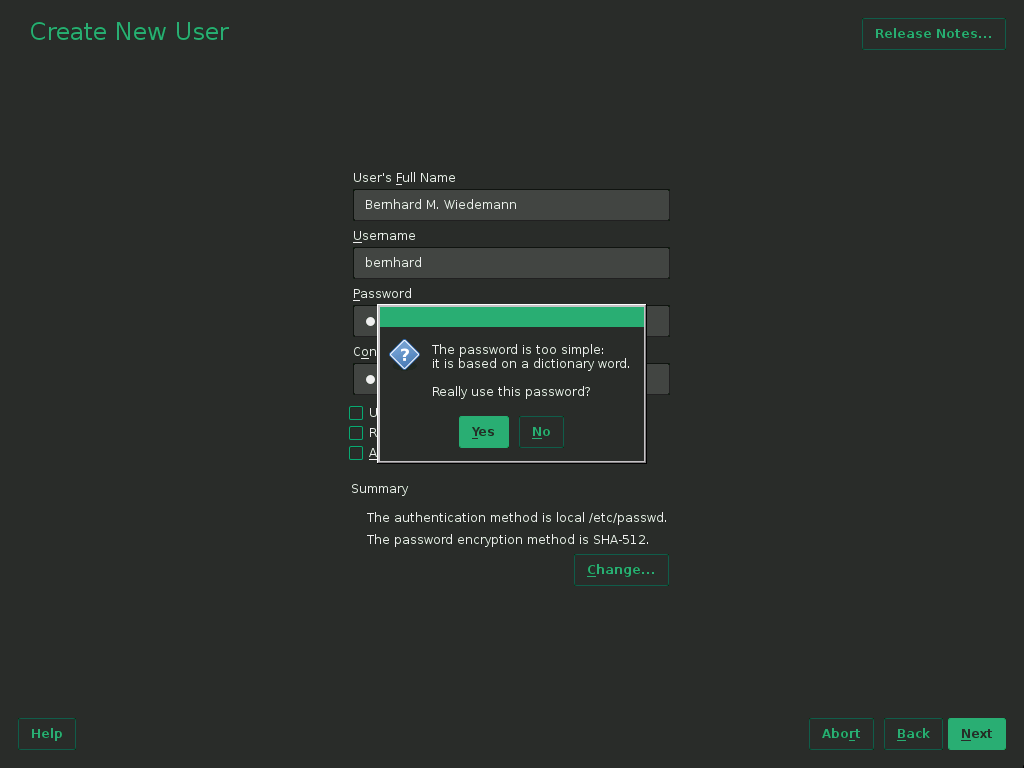 Create New User
Release Notes...
User's Full Name
Bernhard M. Wiedemann
Username
bernhard
Password
The password is too simple:
it is based on a dictionary word.
Really use this password?
Yes No
Summary
The authentication method is local /etc/passwd.
The password encryption method is SHA-512.
Change...
Help Abort Back Next